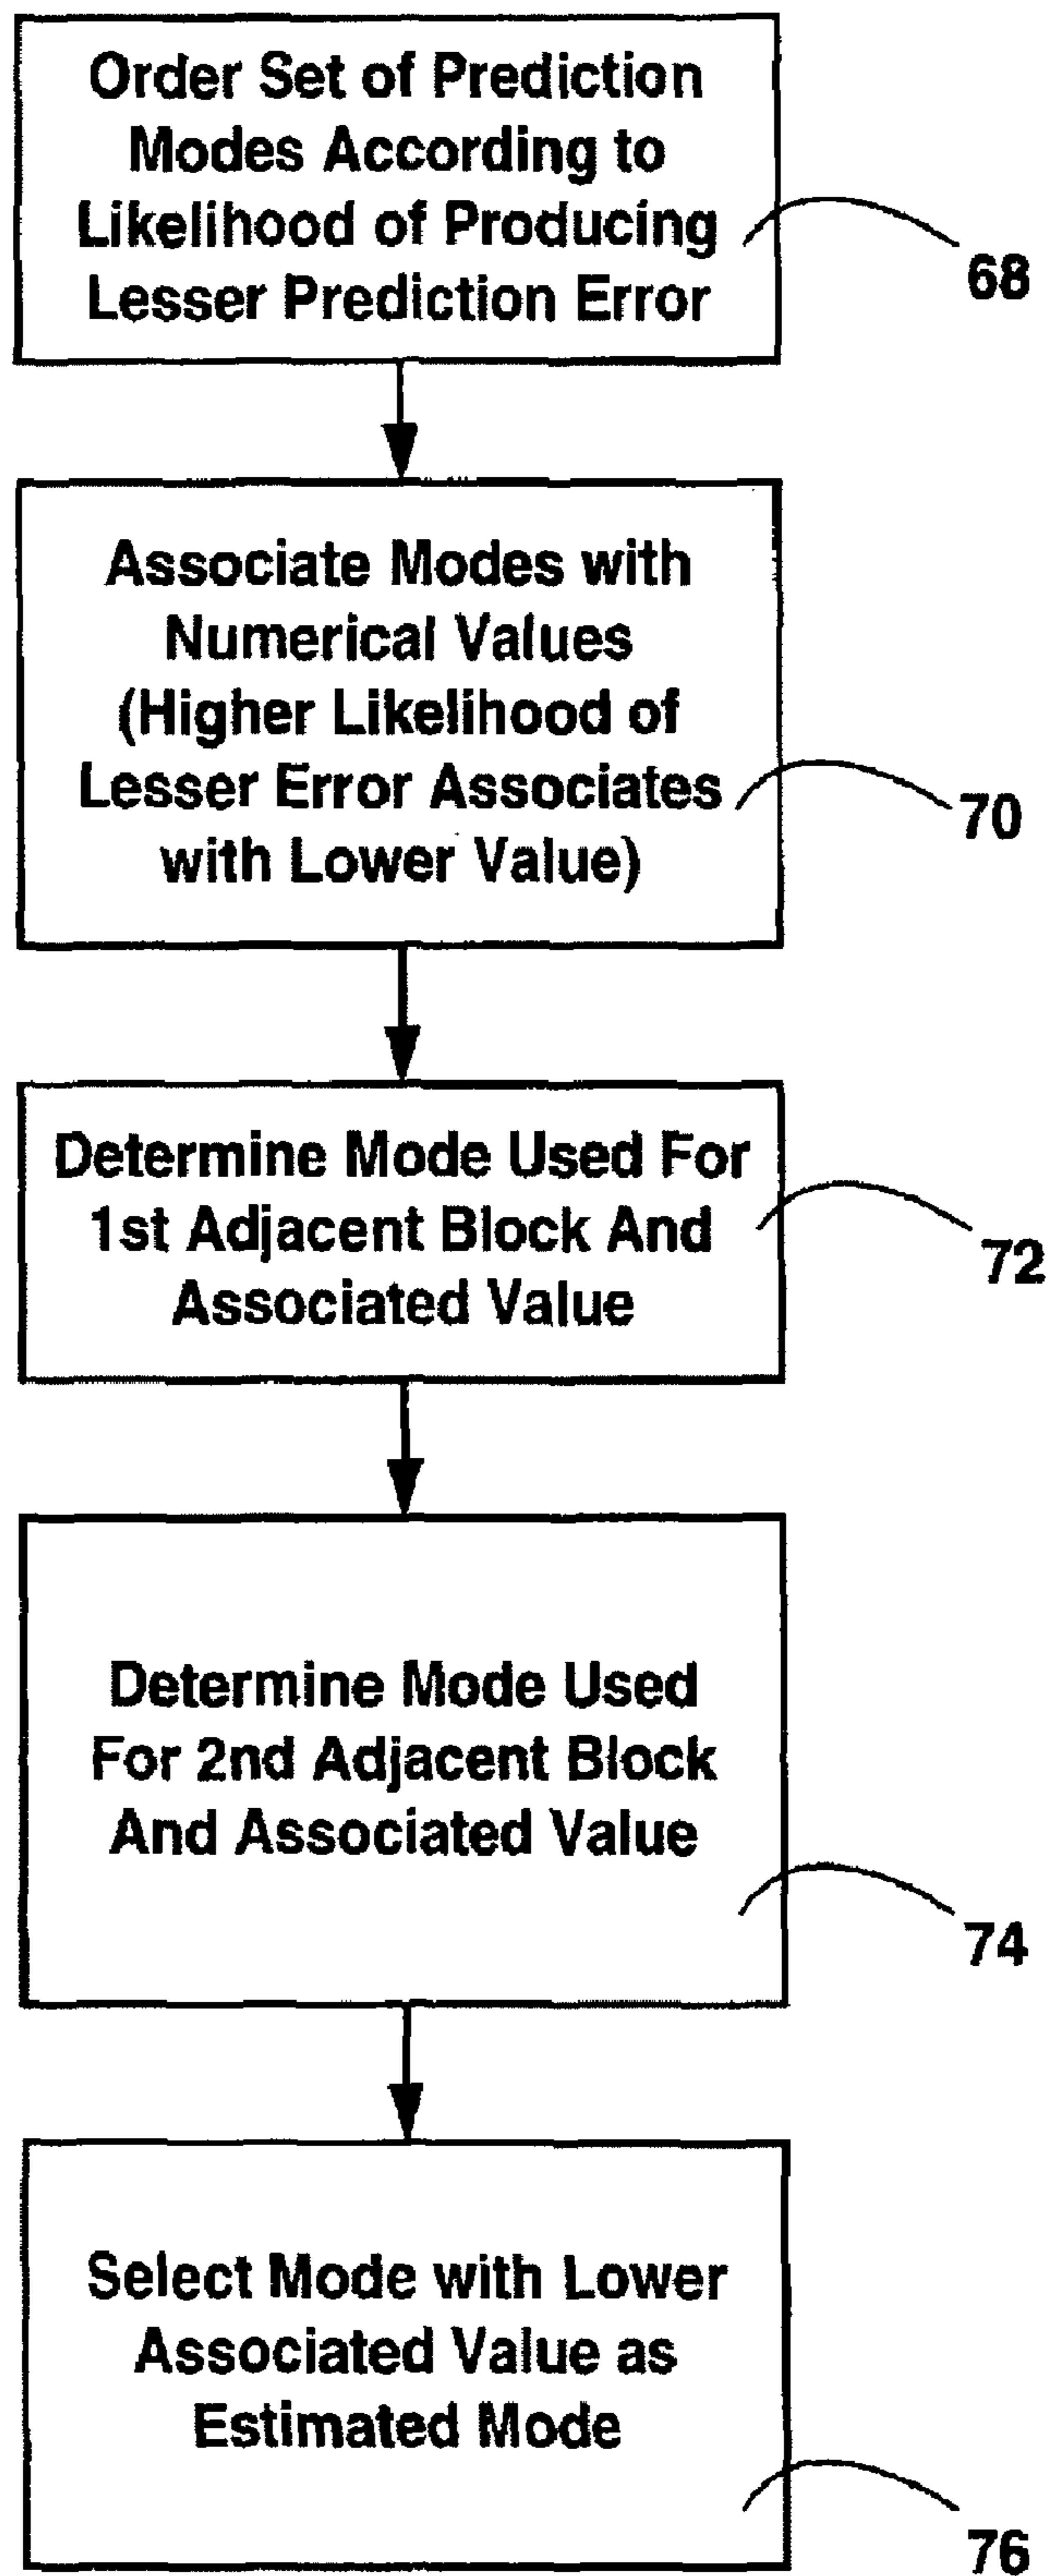 Order Set of Prediction
Modes According to
Likelihood of Producing
Lesser Prediction Error
68
Associate Modes with
Numerical Values
(Higher Likelihood of
Lesser Error Associates
with Lower Value)
70
Determine Mode Used For
1st Adjacent Block And
Associated Value
72
Determine Mode Used
For 2nd Adjacent Block
And Associated Value
74
Select Mode with Lower
Associated Value as
Estimated Mode
76